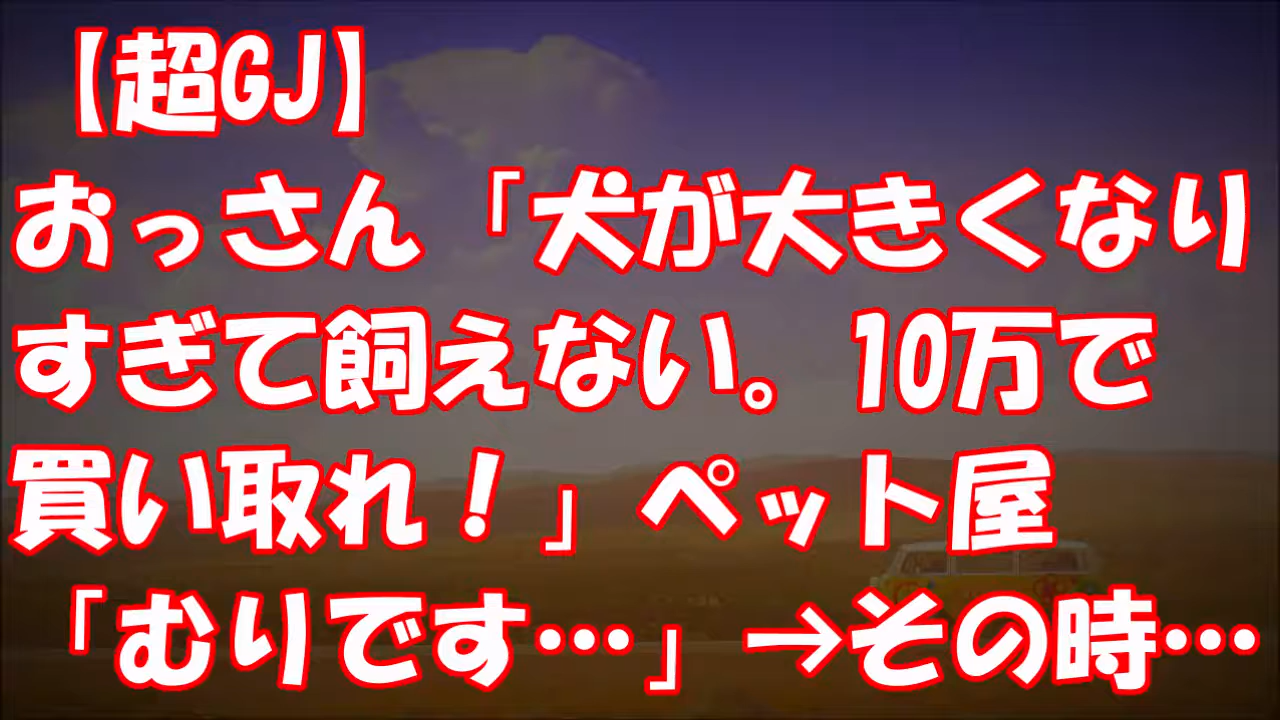 【超GJ】
おっさん「犬が大きくなり
すぎて飼えない。10万で
買い取れ！」ペット屋
「むりです…」→その時…